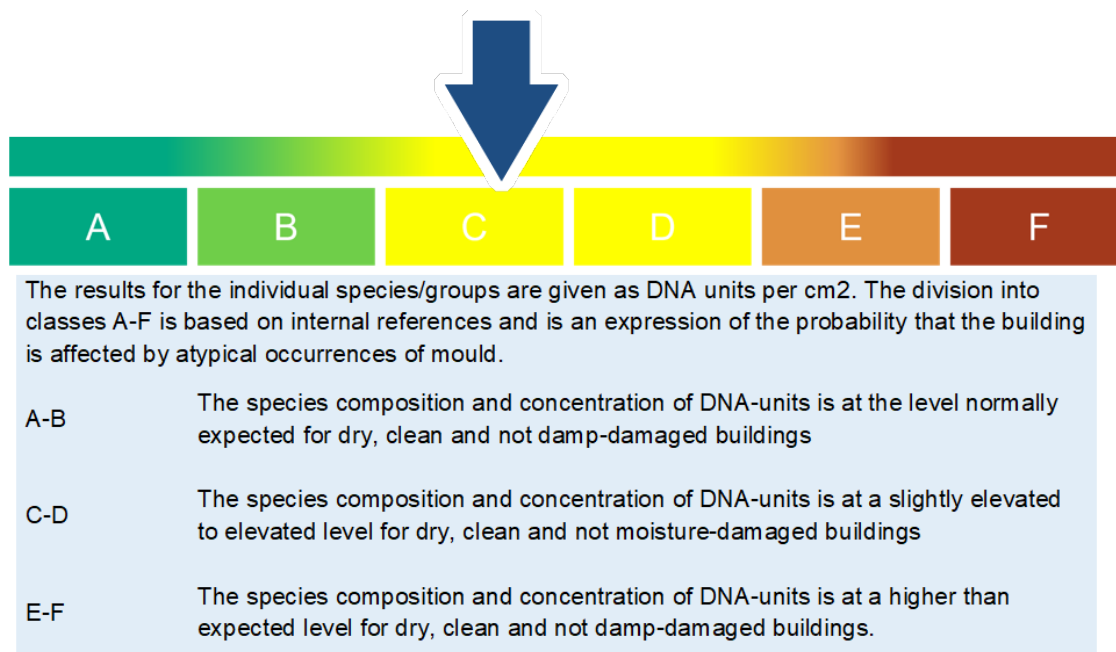 A B C D E F
The results for the individual species/groups are given as DNA units per cm2. The division into
classes A-F is based on internal references and is an expression of the probability that the building
is affected by atypical occurrences of mould.
A-B
The species composition and concentration of DNA-units is at the level normally
expected for dry, clean and not damp-damaged buildings
C-D
The species composition and concentration of DNA-units is at a slightly elevated
to elevated level for dry, clean and not moisture-damaged buildings
E-F
The species composition and concentration of DNA-units is at a higher than
expected level for dry, clean and not damp-damaged buildings.